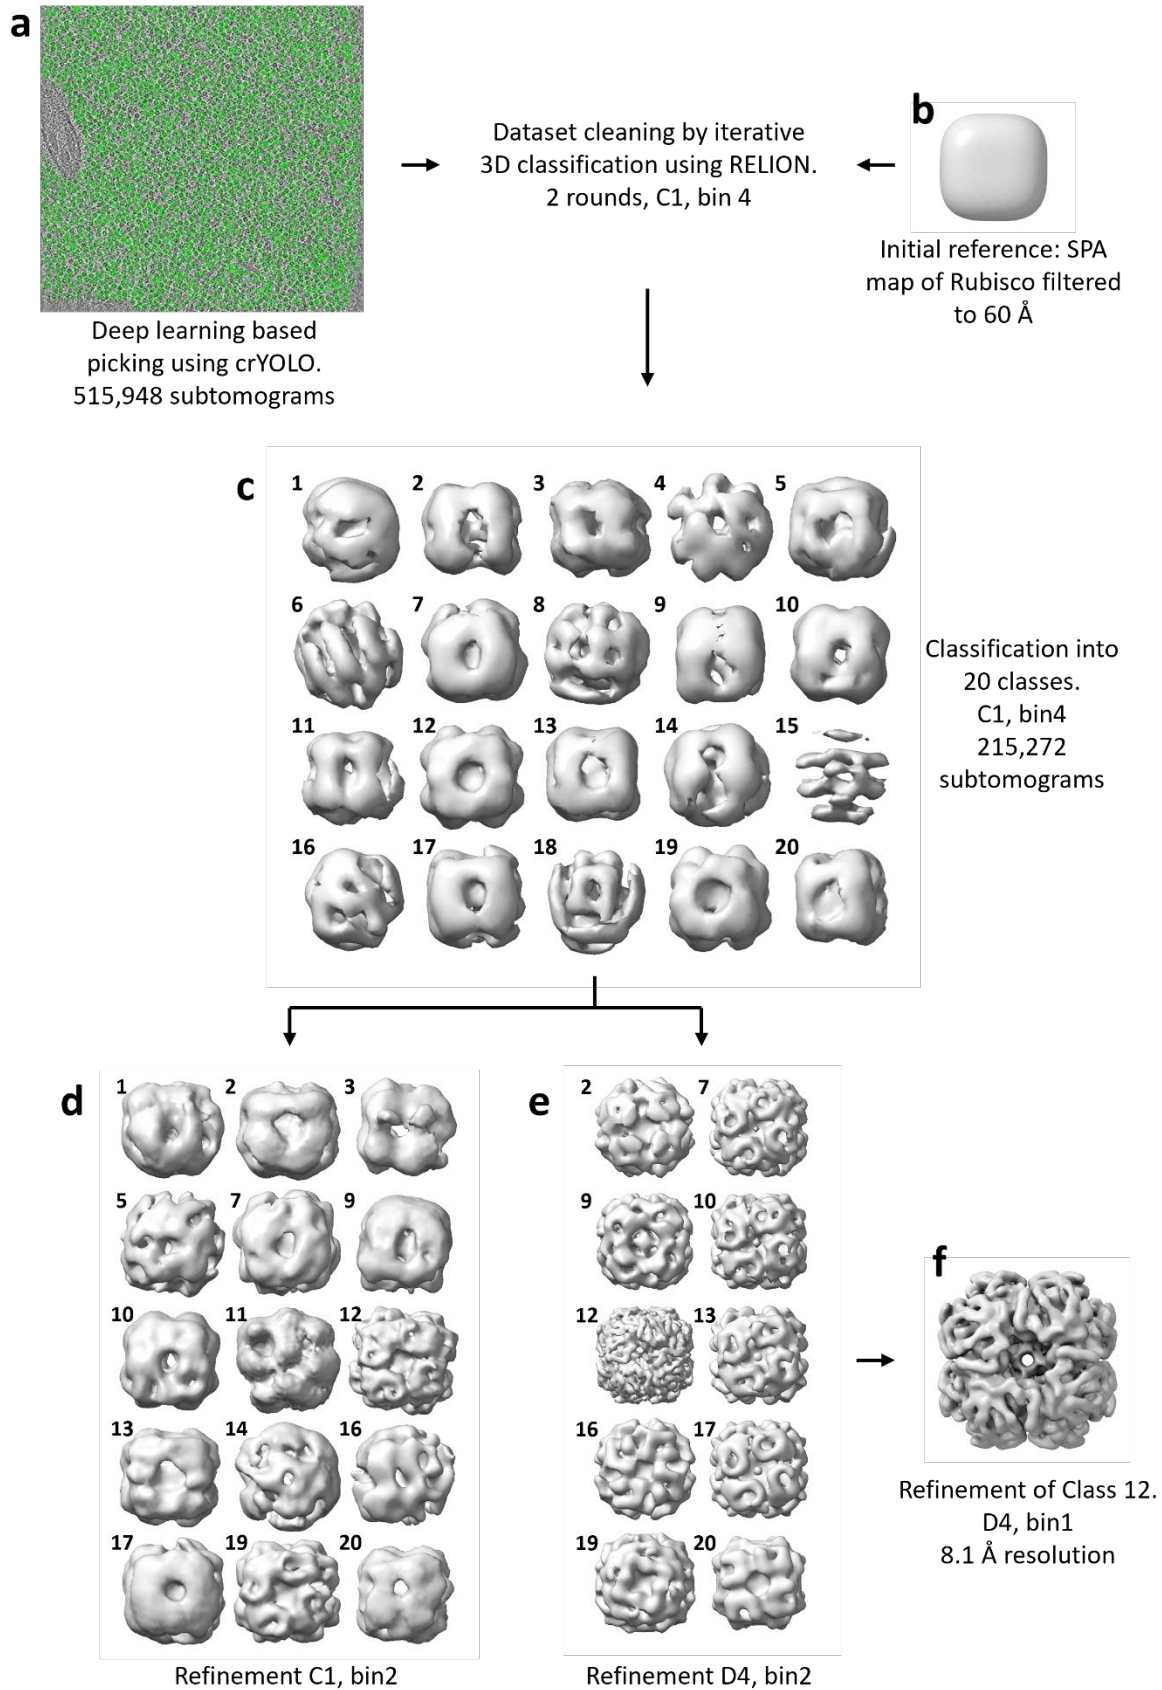 a
Deep learning based
picking using crYOLO.
515,948 subtomograms
Dataset cleaning by iterative
3D classification using RELION.
2 rounds, C1, bin 4
b
Initial reference: SPA
map of Rubisco filtered
to 60 Å
c
1 2 3 4 5
6 7 8 9 10
11 12 13 14 15
16 17 18 19 20
Classification into
20 classes.
C1, bin4
215,272
subtomograms
d
1 2 3
5 7 9
10 11 12
13 14 16
17 19 20
Refinement C1, bin2
e
2 7
9 10
12 13
16 17
19 20
Refinement D4, bin2
f
Refinement of Class 12.
D4, bin1
8.1 Å resolution